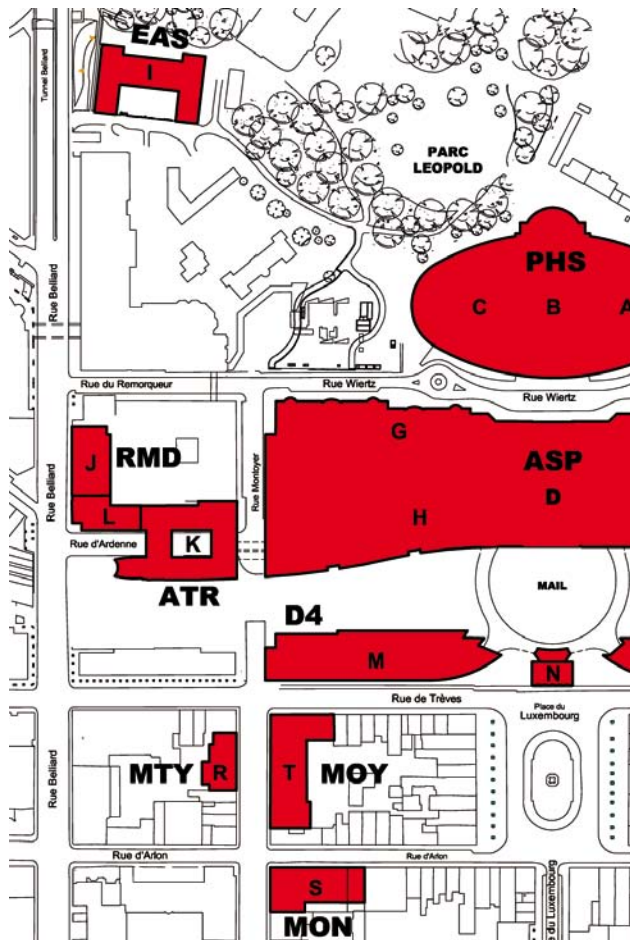 EAS
I
Tunnel Belliard
PARC
LEOPOLD
PHS
C B A
Rue Belliard
Rue du Remorqueur
Rue Wiertz
Rue Wiertz
G
J
RMD
ASP
Rue Belliard
Rue Montoyer
D
L
H
Rue d'Ardenne
K
ATR
MAIL
D4
M
N
Rue de Trèves
Place du
Luxembourg
MTY
R
T
MOY
Rue Belliard
Rue d'Arlon
Rue d'Arlon
S
MON
du Luxembourg